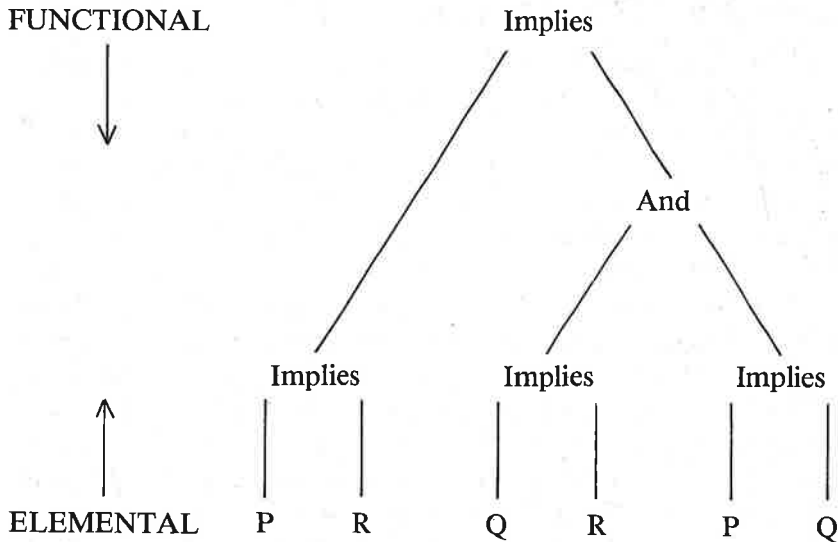 FUNCTIONAL Implies
And
Implies Implies Implies
ELEMENTAL P R Q R P Q